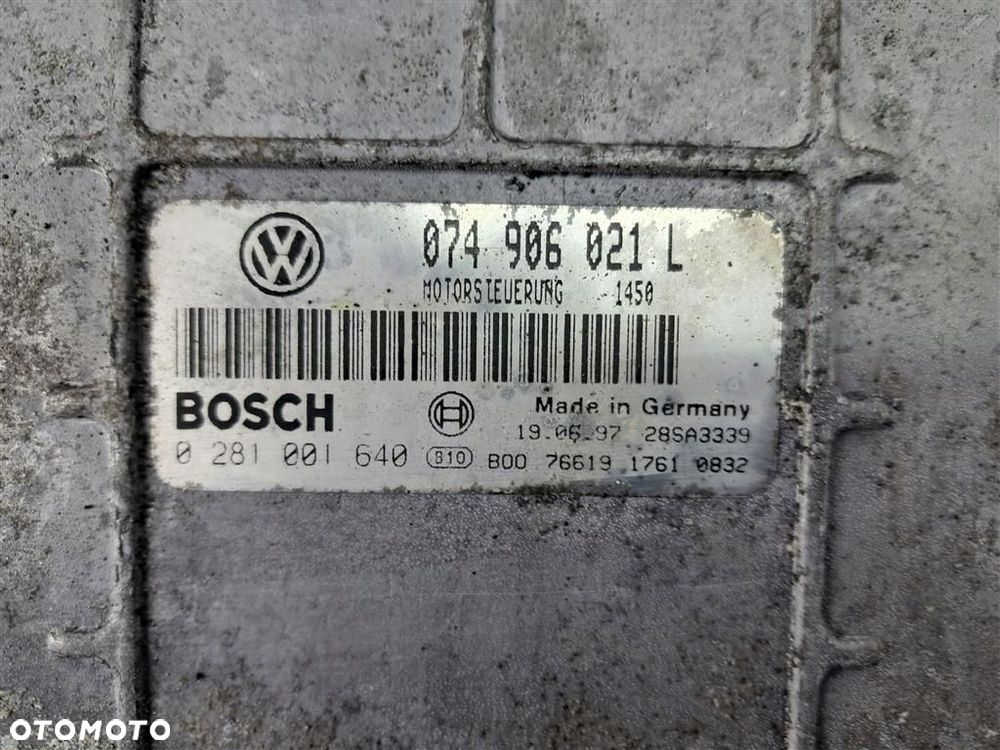 074 906 021 L
MOTORSTEUERUNG 1450
BOSCH
Made in Germany
19.06.97 28SA3339
0 281 001 640 B10 B00 76619 1761 0832
OTOMOTO